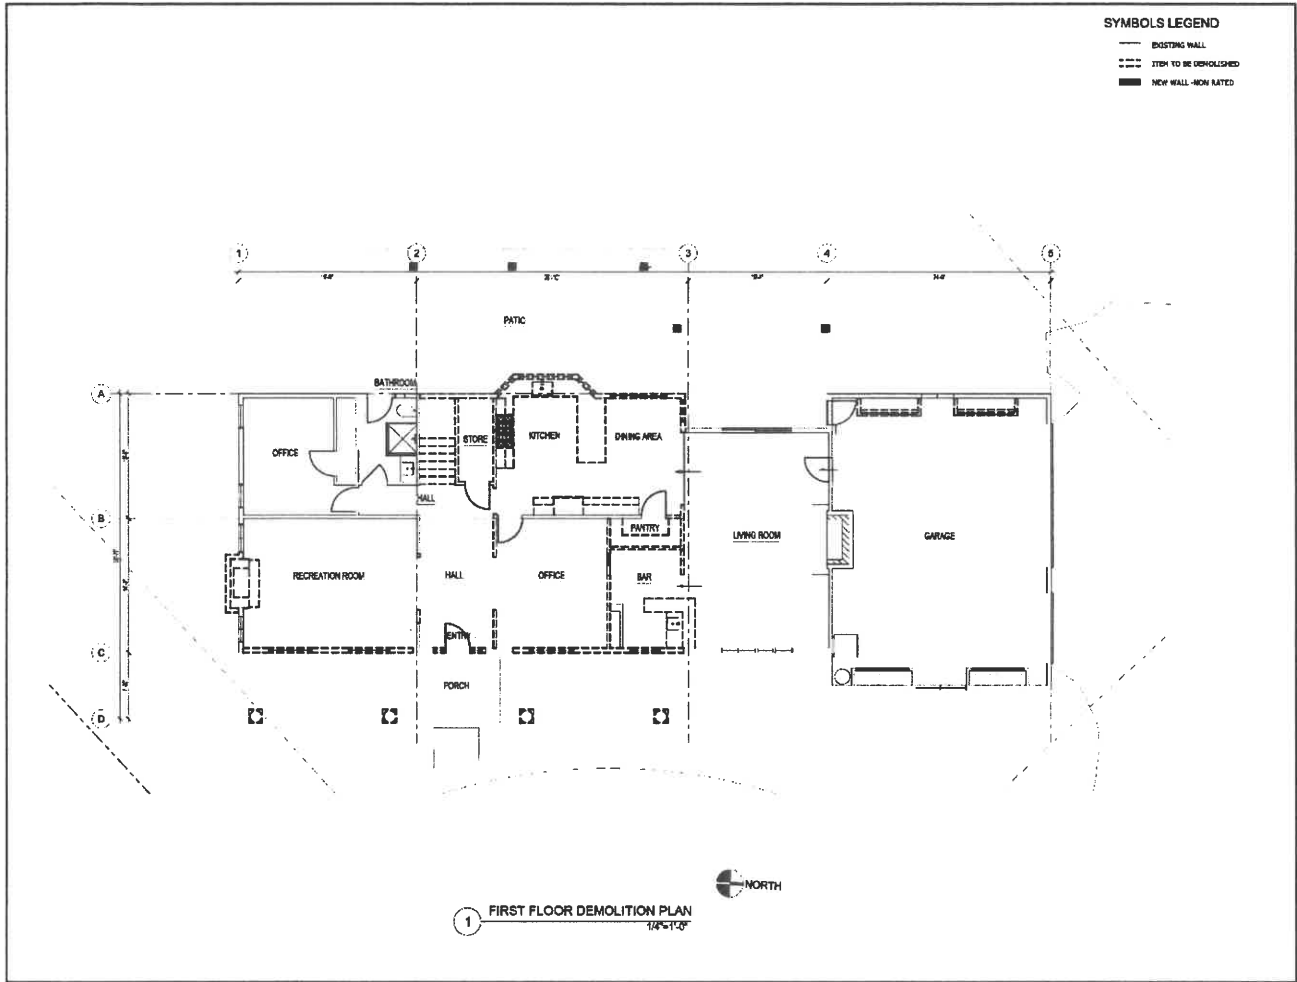 SYMBOLS LEGEND
EXISTING WALL
ITEM TO BE DEMOLISHED
NEW WALL -NON RATED
1 2 3 4 5
PATIC
A
BATHROOM
OFFICE
STORE
KITCHEN
DINING AREA
HALL
B
PANTRY
LIVING ROOM
GARAGE
RECREATION ROOM
HALL
OFFICE
BAR
ENTRY
C
PORCH
D
NORTH
1
FIRST FLOOR DEMOLITION PLAN
1/4"=1'-0"